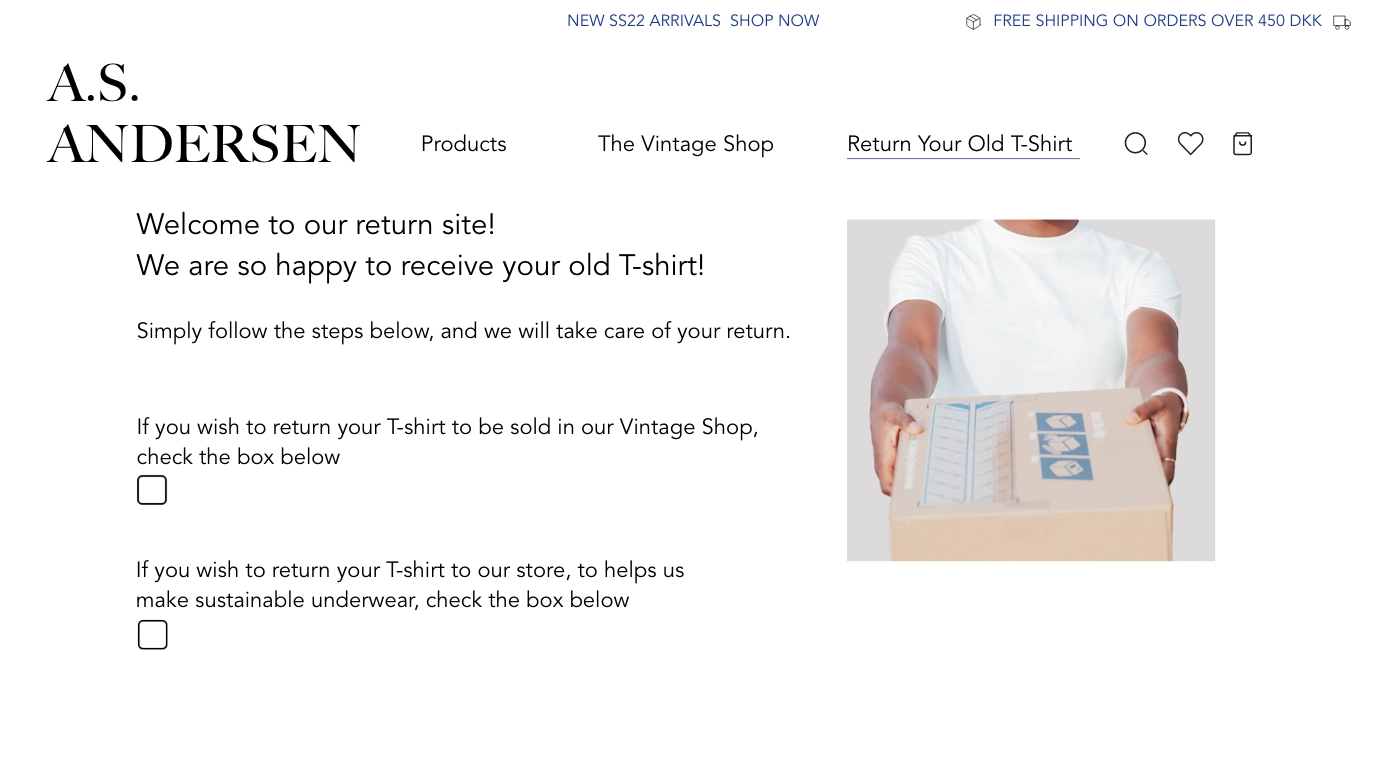 NEW SS22 ARRIVALS  SHOP NOW
FREE SHIPPING ON ORDERS OVER 450 DKK
A.S.
ANDERSEN
Products
The Vintage Shop
Return Your Old T-Shirt
Welcome to our return site!
We are so happy to receive your old T-shirt!
Simply follow the steps below, and we will take care of your return.
If you wish to return your T-shirt to be sold in our Vintage Shop,
check the box below
If you wish to return your T-shirt to our store, to helps us
make sustainable underwear, check the box below